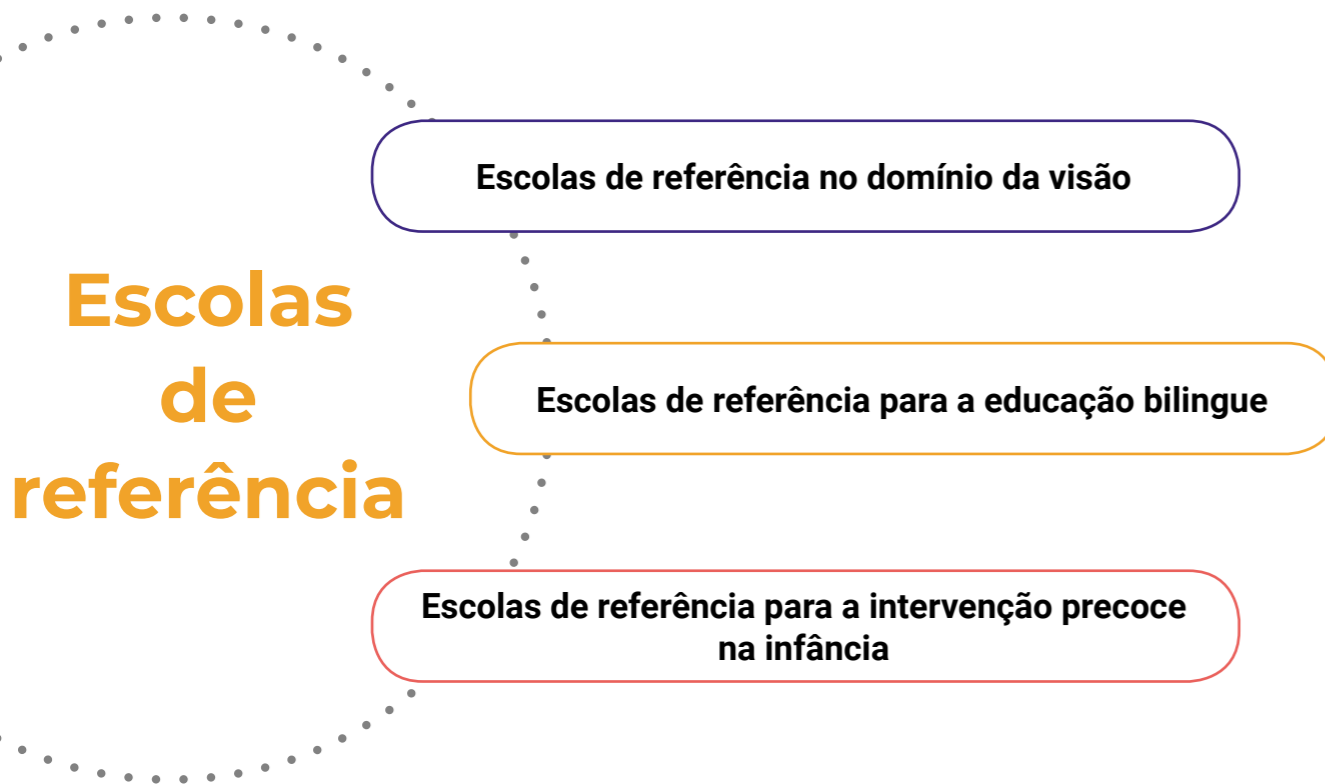 Escolas
de
referência
Escolas de referência no domínio da visão
Escolas de referência para a educação bilingue
Escolas de referência para a intervenção precoce
na infância